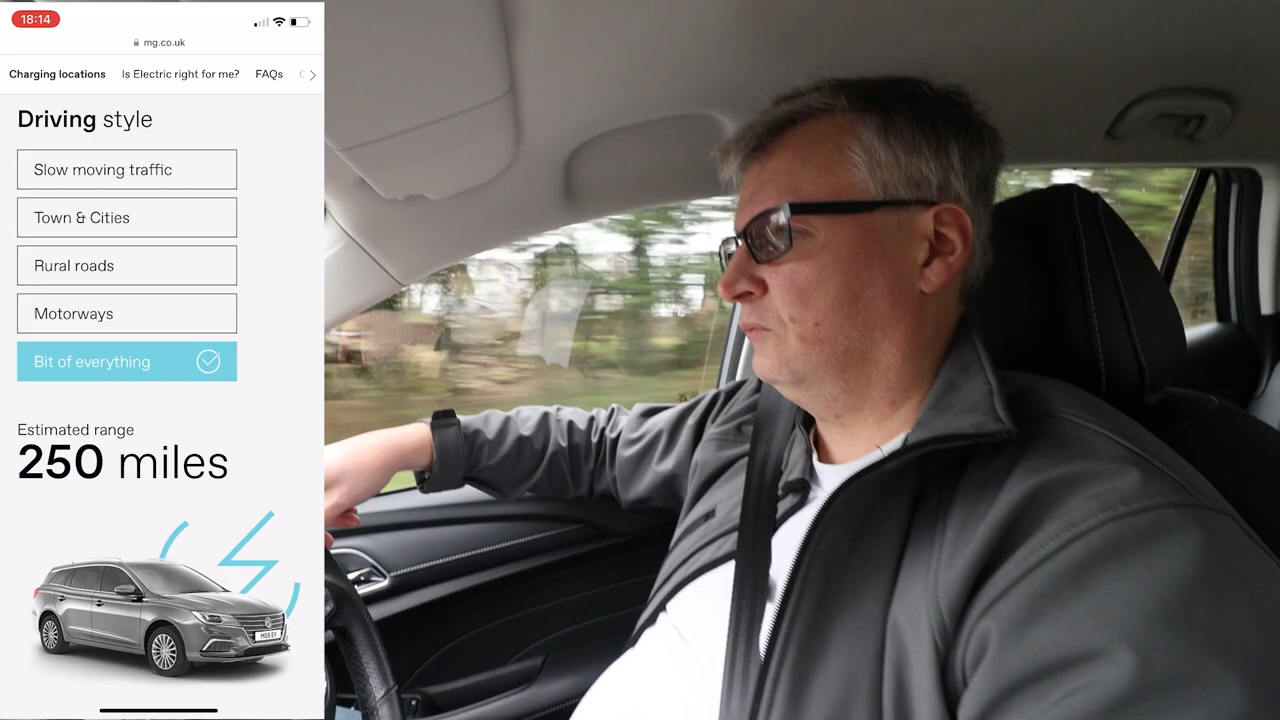 18:14
mg.co.uk
Charging locations Is Electric right for me? FAQs
Driving style
Slow moving traffic
Town & Cities
Rural roads
Motorways
Bit of everything
Estimated range
250 miles
MG5 EV